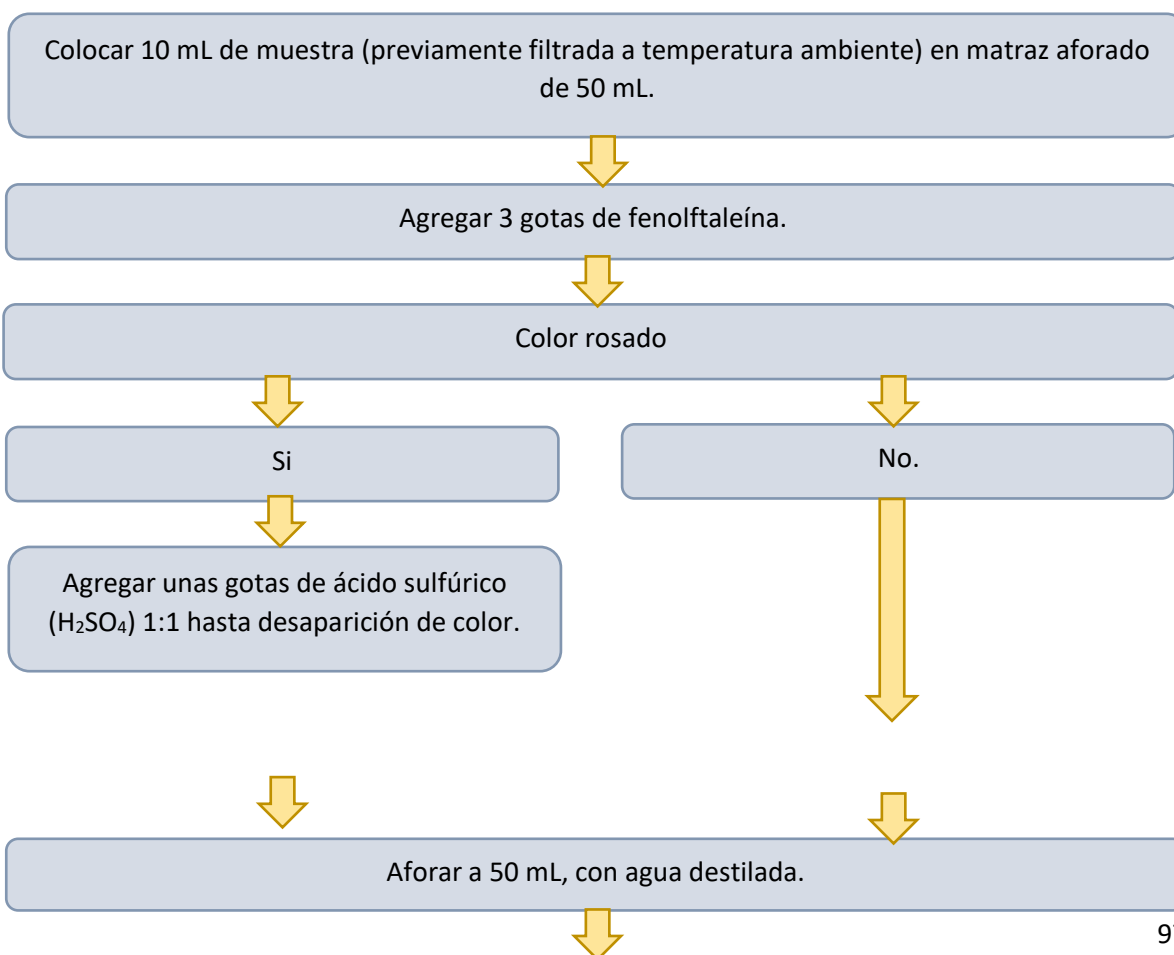 Colocar 10 mL de muestra (previamente filtrada a temperatura ambiente) en matraz aforado
de 50 mL.
Agregar 3 gotas de fenolftaleína.
Color rosado
Si
No.
Agregar unas gotas de ácido sulfúrico
(H₂SO₄) 1:1 hasta desaparición de color.
Aforar a 50 mL, con agua destilada.